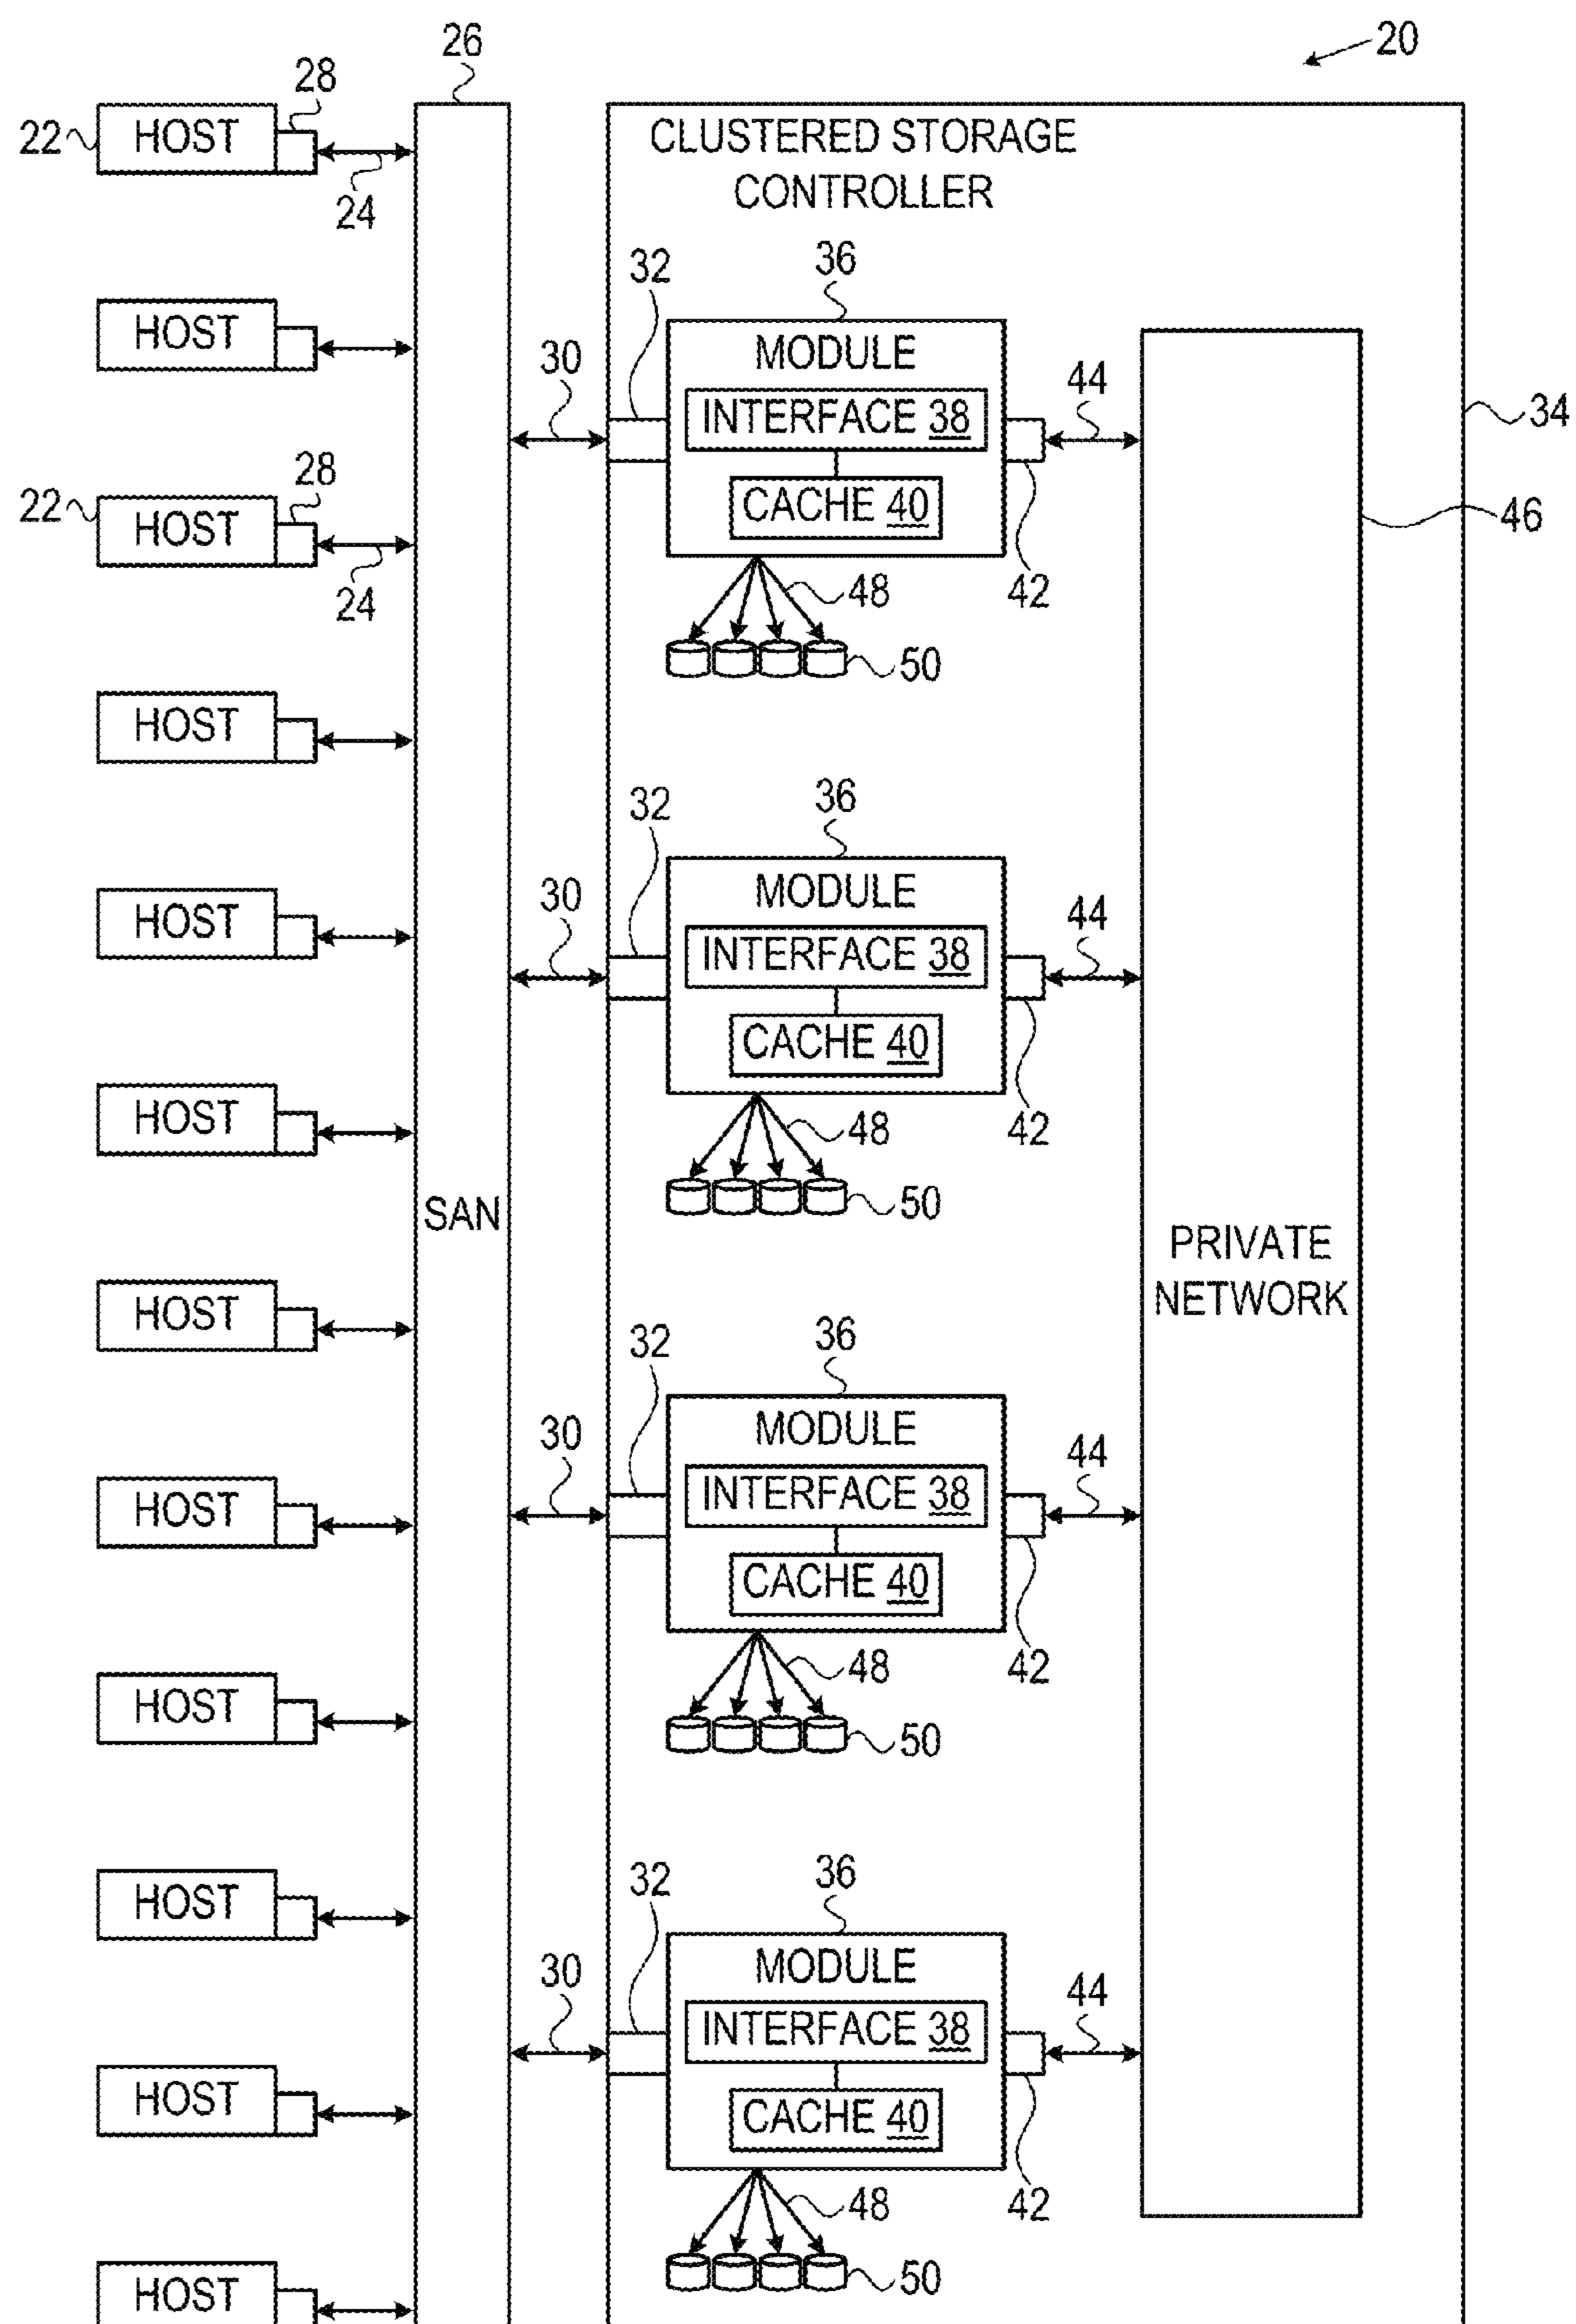 20
26
28
22
HOST
24
CLUSTERED STORAGE
CONTROLLER
HOST
22
28
HOST
24
HOST
HOST
HOST
HOST
HOST
HOST
HOST
HOST
HOST
SAN
30
32
36
MODULE
INTERFACE 38
CACHE 40
42
44
48
50
30
32
36
MODULE
INTERFACE 38
CACHE 40
42
44
48
50
30
32
36
MODULE
INTERFACE 38
CACHE 40
42
44
48
50
30
32
36
MODULE
INTERFACE 38
CACHE 40
42
44
48
50
PRIVATE
NETWORK
34
46